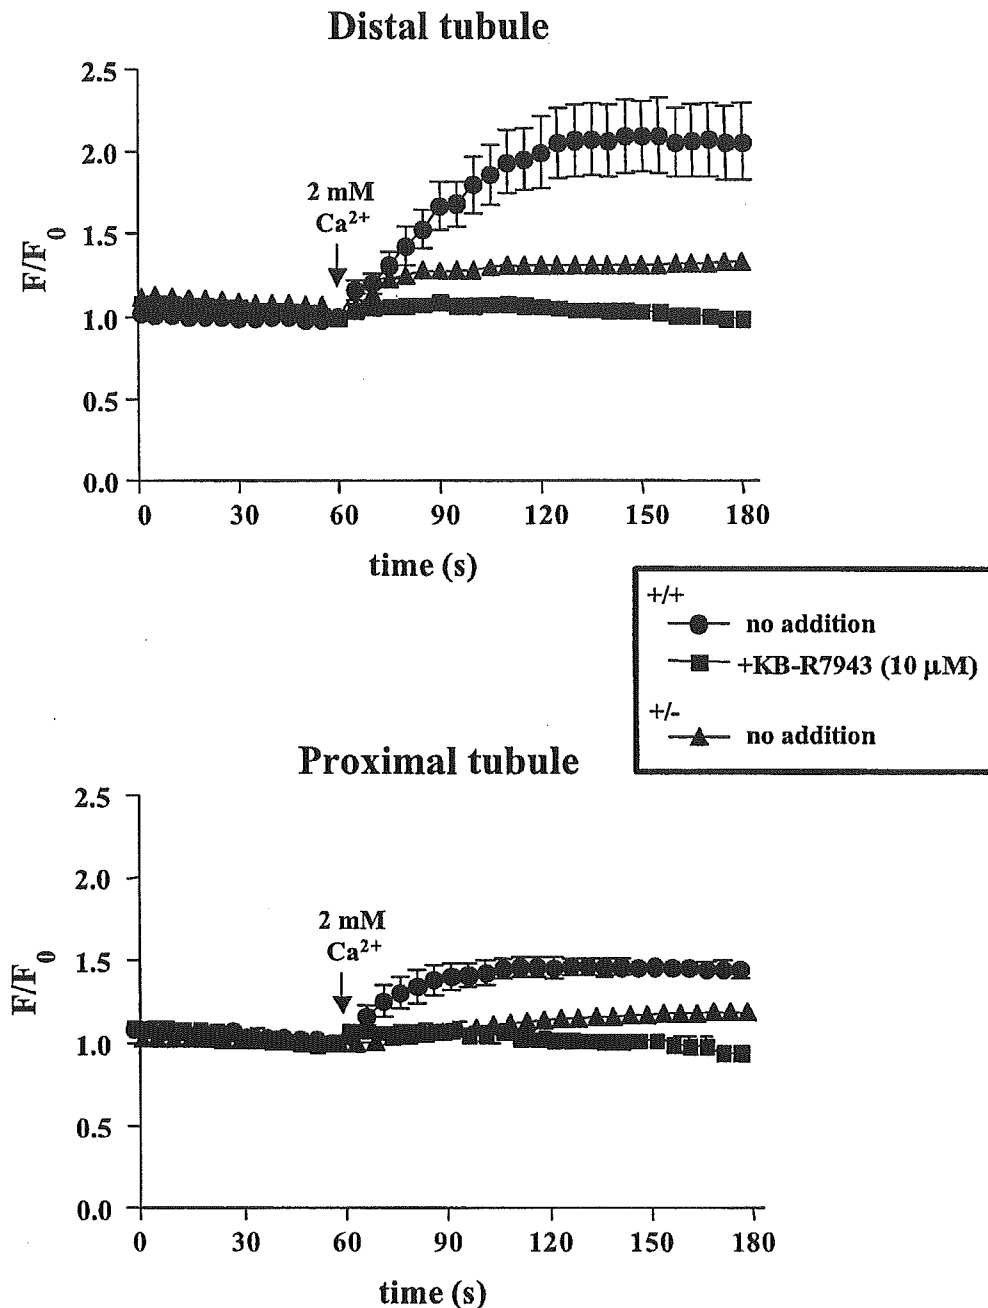 Distal tubule
2.5
2.0
1.5
1.0
0.5
0.0
F/F0
2 mM
Ca2+
0 30 60 90 120 150 180
time (s)
+/+
no addition
+KB-R7943 (10 μM)
+/-
no addition
Proximal tubule
2.5
2.0
1.5
1.0
0.5
0.0
F/F0
2 mM
Ca2+
0 30 60 90 120 150 180
time (s)